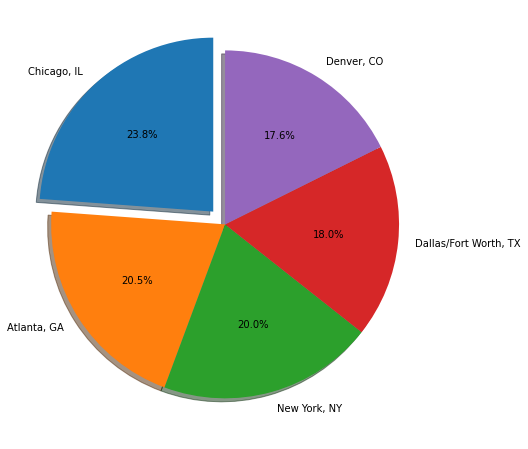 Denver, CO
Chicago, IL
23.8%
17.6%
18.0%
Dallas/Fort Worth, TX
20.5%
20.0%
Atlanta, GA
New York, NY